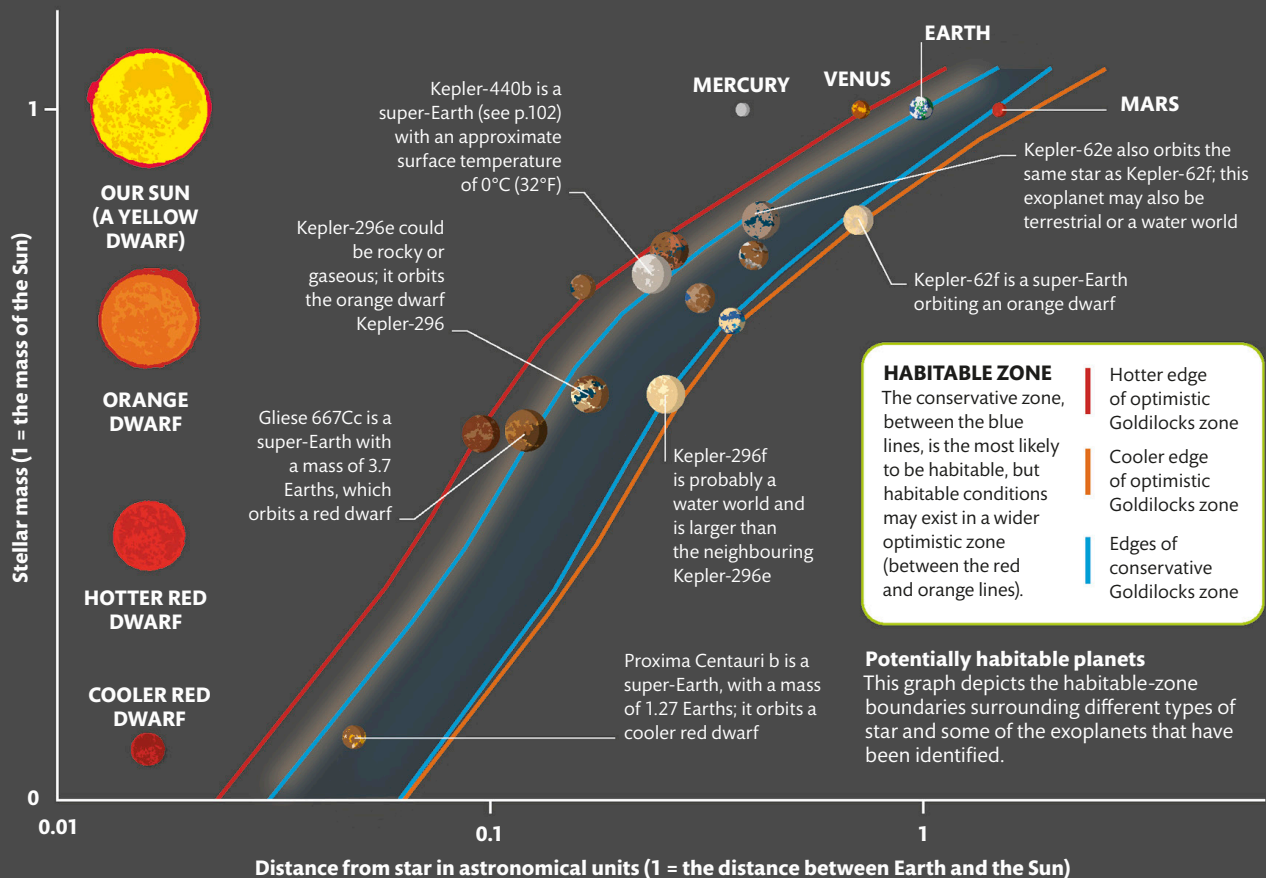 EARTH
MERCURY
VENUS
MARS
Kepler-440b is a
super-Earth (see p.102)
with an approximate
surface temperature
of 0°C (32°F)
Kepler-62e also orbits the
same star as Kepler-62f; this
exoplanet may also be
terrestrial or a water world
Kepler-296e could
be rocky or
gaseous; it orbits
the orange dwarf
Kepler-296
Kepler-62f is a super-Earth
orbiting an orange dwarf
Gliese 667Cc is a
super-Earth with
a mass of 3.7
Earths, which
orbits a red dwarf
Kepler-296f
is probably a
water world and
is larger than
the neighbouring
Kepler-296e
Proxima Centauri b is a
super-Earth, with a mass
of 1.27 Earths; it orbits a
cooler red dwarf
OUR SUN
(A YELLOW
DWARF)
ORANGE
DWARF
HOTTER RED
DWARF
COOLER RED
DWARF
Stellar mass (1 = the mass of the Sun)
1
0
0.01
0.1
1
Distance from star in astronomical units (1 = the distance between Earth and the Sun)
HABITABLE ZONE
The conservative zone,
between the blue
lines, is the most likely
to be habitable, but
habitable conditions
may exist in a wider
optimistic zone
(between the red
and orange lines).
Hotter edge
of optimistic
Goldilocks zone
Cooler edge
of optimistic
Goldilocks zone
Edges of
conservative
Goldilocks zone
Potentially habitable planets
This graph depicts the habitable-zone
boundaries surrounding different types of
star and some of the exoplanets that have
been identified.